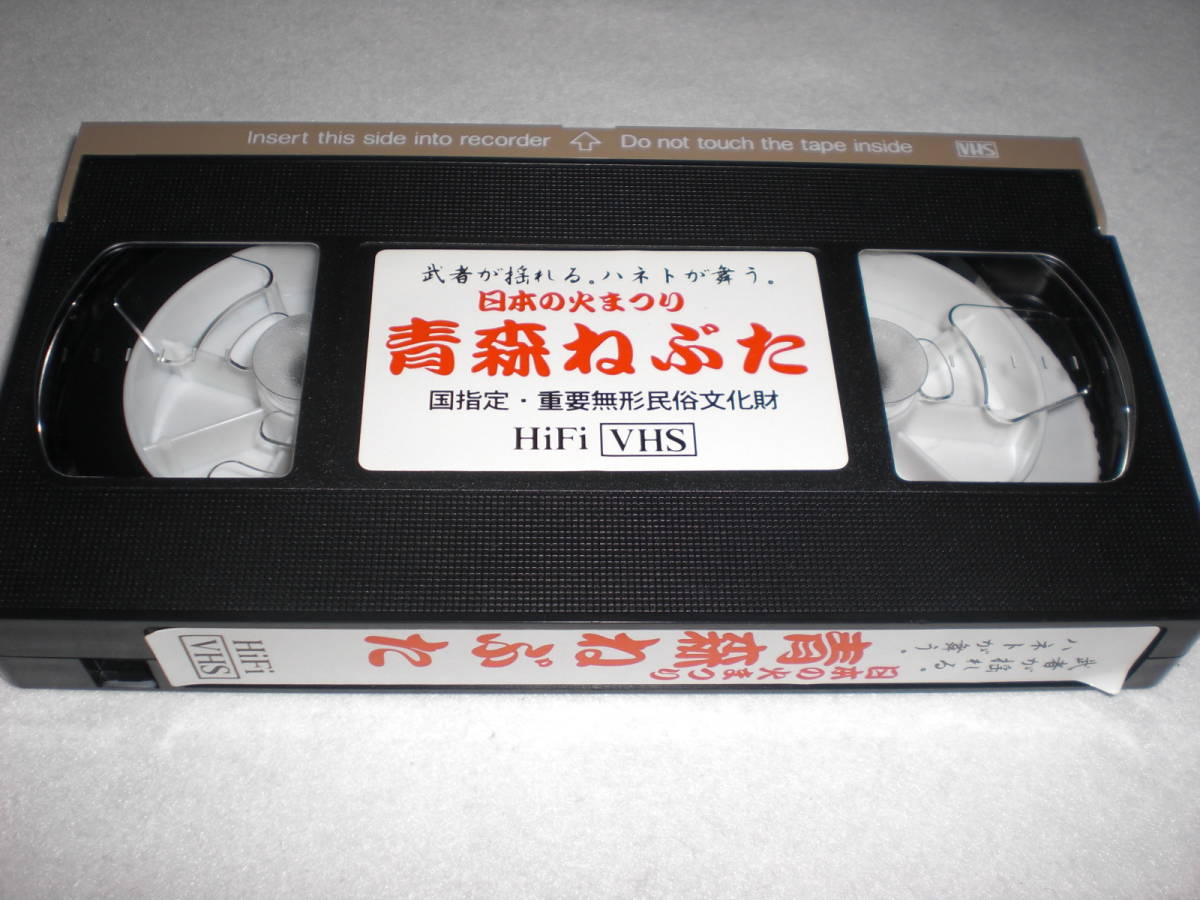 Insert this side into recorder ⇧ Do not touch the tape inside VHS
武者が揺れる。ハネトが舞う。
日本の火まつり
青森ねぶた
国指定・重要無形民俗文化財
HiFi VHS
武者が揺れる。
ハネトが舞う。
日本の火まつり
青森ねぶた
HiFi
VHS